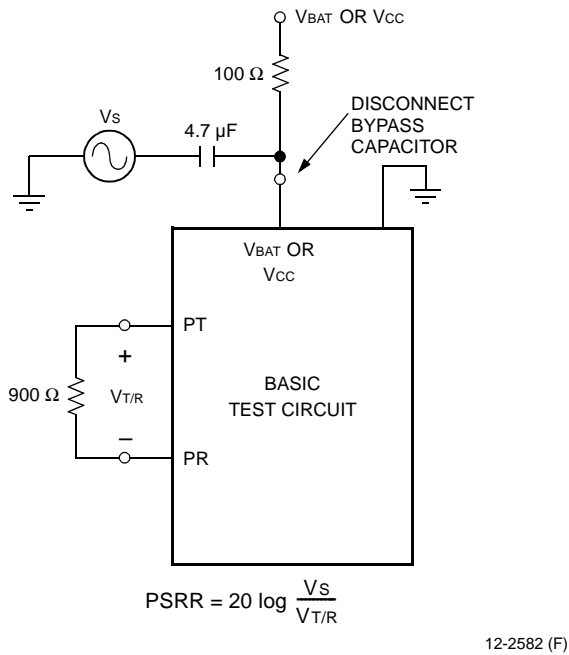 VBAT OR VCC
100 Ω
VS
4.7 µF
DISCONNECT
BYPASS
CAPACITOR
VBAT OR
VCC
PT
+
900 Ω
VT/R
BASIC
TEST CIRCUIT
–
PR
PSRR = 20 log VS
VT/R
12-2582 (F)